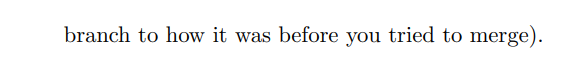 branch to how it was before you tried to merge).